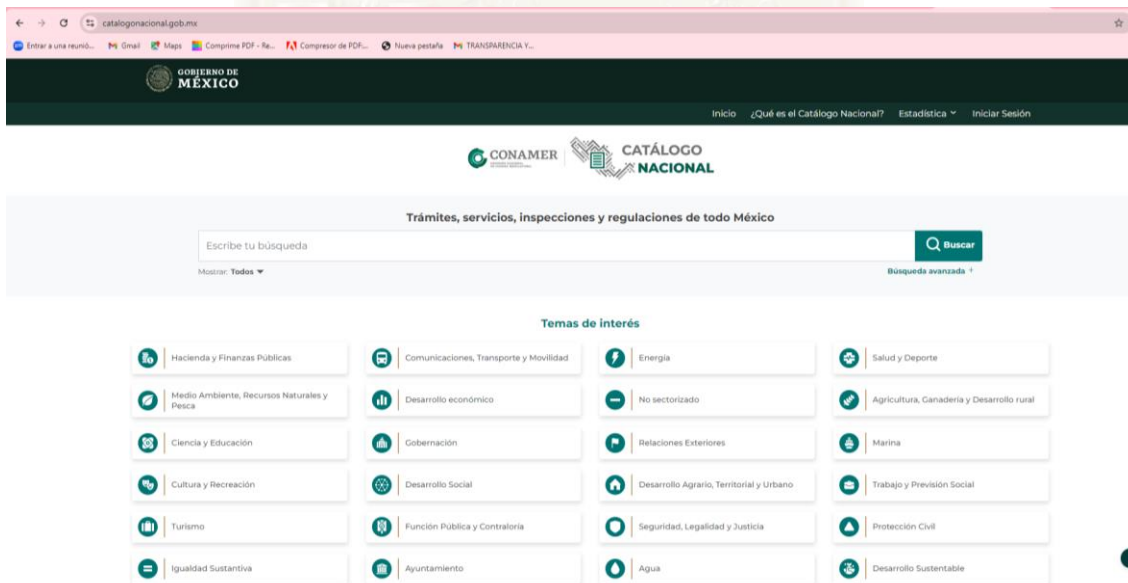 catalogonacional.gob.mx
Entrar a una reunió... Gmail Maps Comprime PDF - Re... Compresor de PDF... Nueva pestaña TRANSPARENCIA Y...
GOBIERNO DE
MÉXICO
Inicio ¿Qué es el Catálogo Nacional? Estadística Iniciar Sesión
CONAMER
CATÁLOGO
NACIONAL
Trámites, servicios, inspecciones y regulaciones de todo México
Escribe tu búsqueda Buscar
Mostrar: Todos Búsqueda avanzada +
Temas de interés
Hacienda y Finanzas Públicas
Comunicaciones, Transporte y Movilidad
Energía
Salud y Deporte
Medio Ambiente, Recursos Naturales y
Pesca
Desarrollo económico
No sectorizado
Agricultura, Ganadería y Desarrollo rural
Ciencia y Educación
Gobernación
Relaciones Exteriores
Marina
Cultura y Recreación
Desarrollo Social
Desarrollo Agrario, Territorial y Urbano
Trabajo y Previsión Social
Turismo
Función Pública y Contraloría
Seguridad, Legalidad y Justicia
Protección Civil
Igualdad Sustantiva
Ayuntamiento
Agua
Desarrollo Sustentable